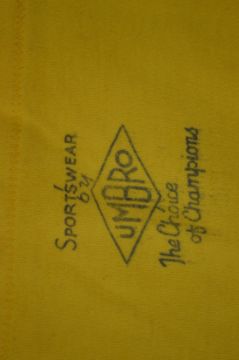 SPORTSWEAR
by
UMBRO
The Choice
of Champions